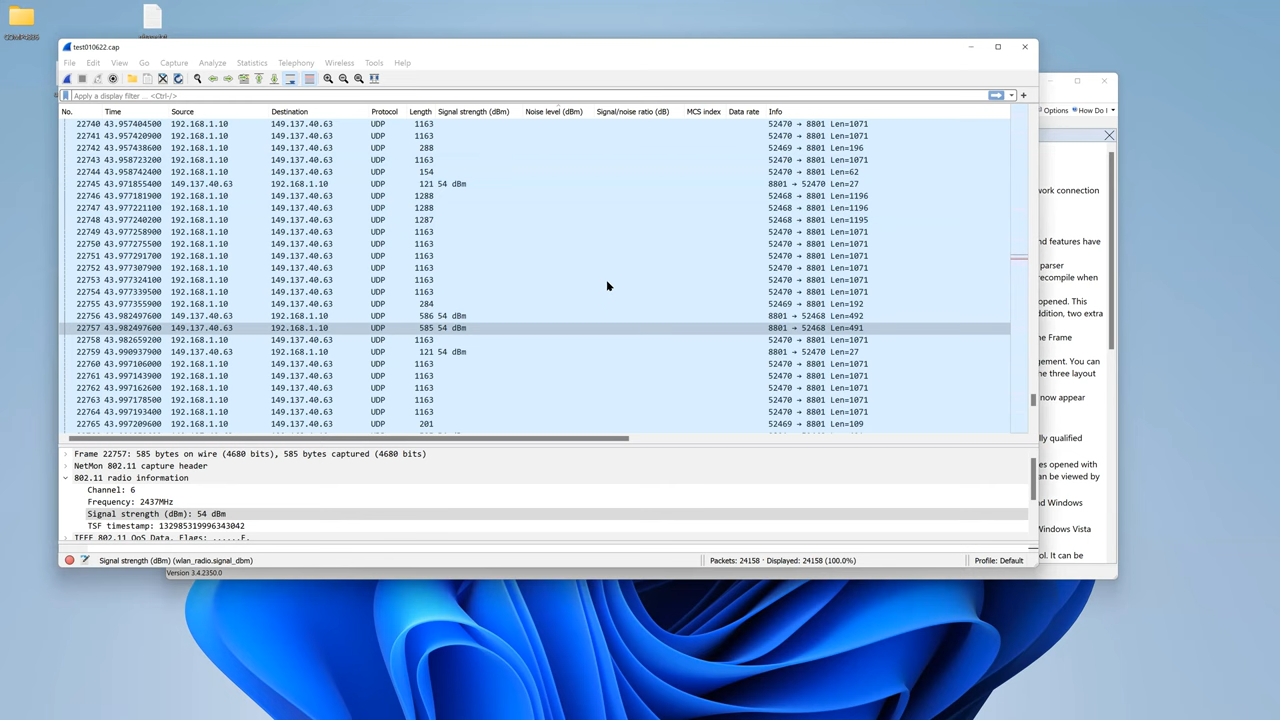 test010622.cap
File Edit View Go Capture Analyze Statistics Telephony Wireless Tools Help
Apply a display filter ... <Ctrl-/>
Options How Do I
No. Time Source Destination Protocol Length Signal strength (dBm) Noise level (dBm) Signal/noise ratio (dB) MCS index Data rate Info
22740 43.957404500 192.168.1.10 149.137.40.63 UDP 1163 52470 → 8801 Len=1071
22741 43.957420900 192.168.1.10 149.137.40.63 UDP 1163 52470 → 8801 Len=1071
22742 43.957438600 192.168.1.10 149.137.40.63 UDP 288 52469 → 8801 Len=196
22743 43.958723200 192.168.1.10 149.137.40.63 UDP 1163 52470 → 8801 Len=1071
22744 43.958742400 192.168.1.10 149.137.40.63 UDP 154 52470 → 8801 Len=62
22745 43.971855400 149.137.40.63 192.168.1.10 UDP 121 54 dBm 8801 → 52470 Len=27
22746 43.977181900 192.168.1.10 149.137.40.63 UDP 1288 52468 → 8801 Len=1196
22747 43.977221100 192.168.1.10 149.137.40.63 UDP 1288 52468 → 8801 Len=1196
22748 43.977240200 192.168.1.10 149.137.40.63 UDP 1287 52468 → 8801 Len=1195
22749 43.977258900 192.168.1.10 149.137.40.63 UDP 1163 52470 → 8801 Len=1071
22750 43.977275500 192.168.1.10 149.137.40.63 UDP 1163 52470 → 8801 Len=1071
22751 43.977291700 192.168.1.10 149.137.40.63 UDP 1163 52470 → 8801 Len=1071
22752 43.977307900 192.168.1.10 149.137.40.63 UDP 1163 52470 → 8801 Len=1071
22753 43.977324100 192.168.1.10 149.137.40.63 UDP 1163 52470 → 8801 Len=1071
22754 43.977339500 192.168.1.10 149.137.40.63 UDP 1163 52470 → 8801 Len=1071
22755 43.977355900 192.168.1.10 149.137.40.63 UDP 284 52469 → 8801 Len=192
22756 43.982497600 149.137.40.63 192.168.1.10 UDP 586 54 dBm 8801 → 52468 Len=492
22757 43.982497600 149.137.40.63 192.168.1.10 UDP 585 54 dBm 8801 → 52468 Len=491
22758 43.982659200 192.168.1.10 149.137.40.63 UDP 1163 52470 → 8801 Len=1071
22759 43.990937900 149.137.40.63 192.168.1.10 UDP 121 54 dBm 8801 → 52470 Len=27
22760 43.997106000 192.168.1.10 149.137.40.63 UDP 1163 52470 → 8801 Len=1071
22761 43.997143900 192.168.1.10 149.137.40.63 UDP 1163 52470 → 8801 Len=1071
22762 43.997162600 192.168.1.10 149.137.40.63 UDP 1163 52470 → 8801 Len=1071
22763 43.997178500 192.168.1.10 149.137.40.63 UDP 1163 52470 → 8801 Len=1071
22764 43.997193400 192.168.1.10 149.137.40.63 UDP 1163 52470 → 8801 Len=1071
22765 43.997209600 192.168.1.10 149.137.40.63 UDP 201 52469 → 8801 Len=109
Frame 22757: 585 bytes on wire (4680 bits), 585 bytes captured (4680 bits)
NetMon 802.11 capture header
802.11 radio information
Channel: 6
Frequency: 2437MHz
Signal strength (dBm): 54 dBm
TSF timestamp: 132985319996343042
IEEE 802.11 QoS Data, Flags: ......F.
Signal strength (dBm) (wlan_radio.signal_dbm) Packets: 24158 · Displayed: 24158 (100.0%) Profile: Default
work connection
nd features have
parser
recompile when
opened. This
ddition, two extra
he Frame
gement. You can
he three layout
now appear
lly qualified
es opened with
can be viewed by
nd Windows
Windows Vista
ol. It can be
Version 3.4.2350.0